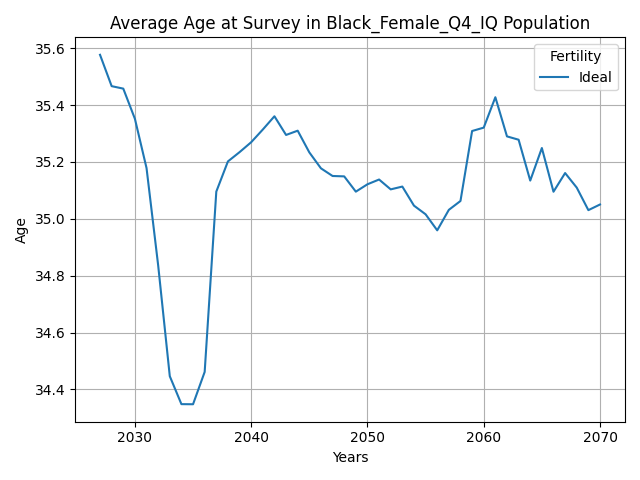 Average Age at Survey in Black_Female_Q4_IQ Population
Fertility
Ideal
35.6
35.4
35.2
35.0
34.8
34.6
34.4
Age
2030 2040 2050 2060 2070
Years